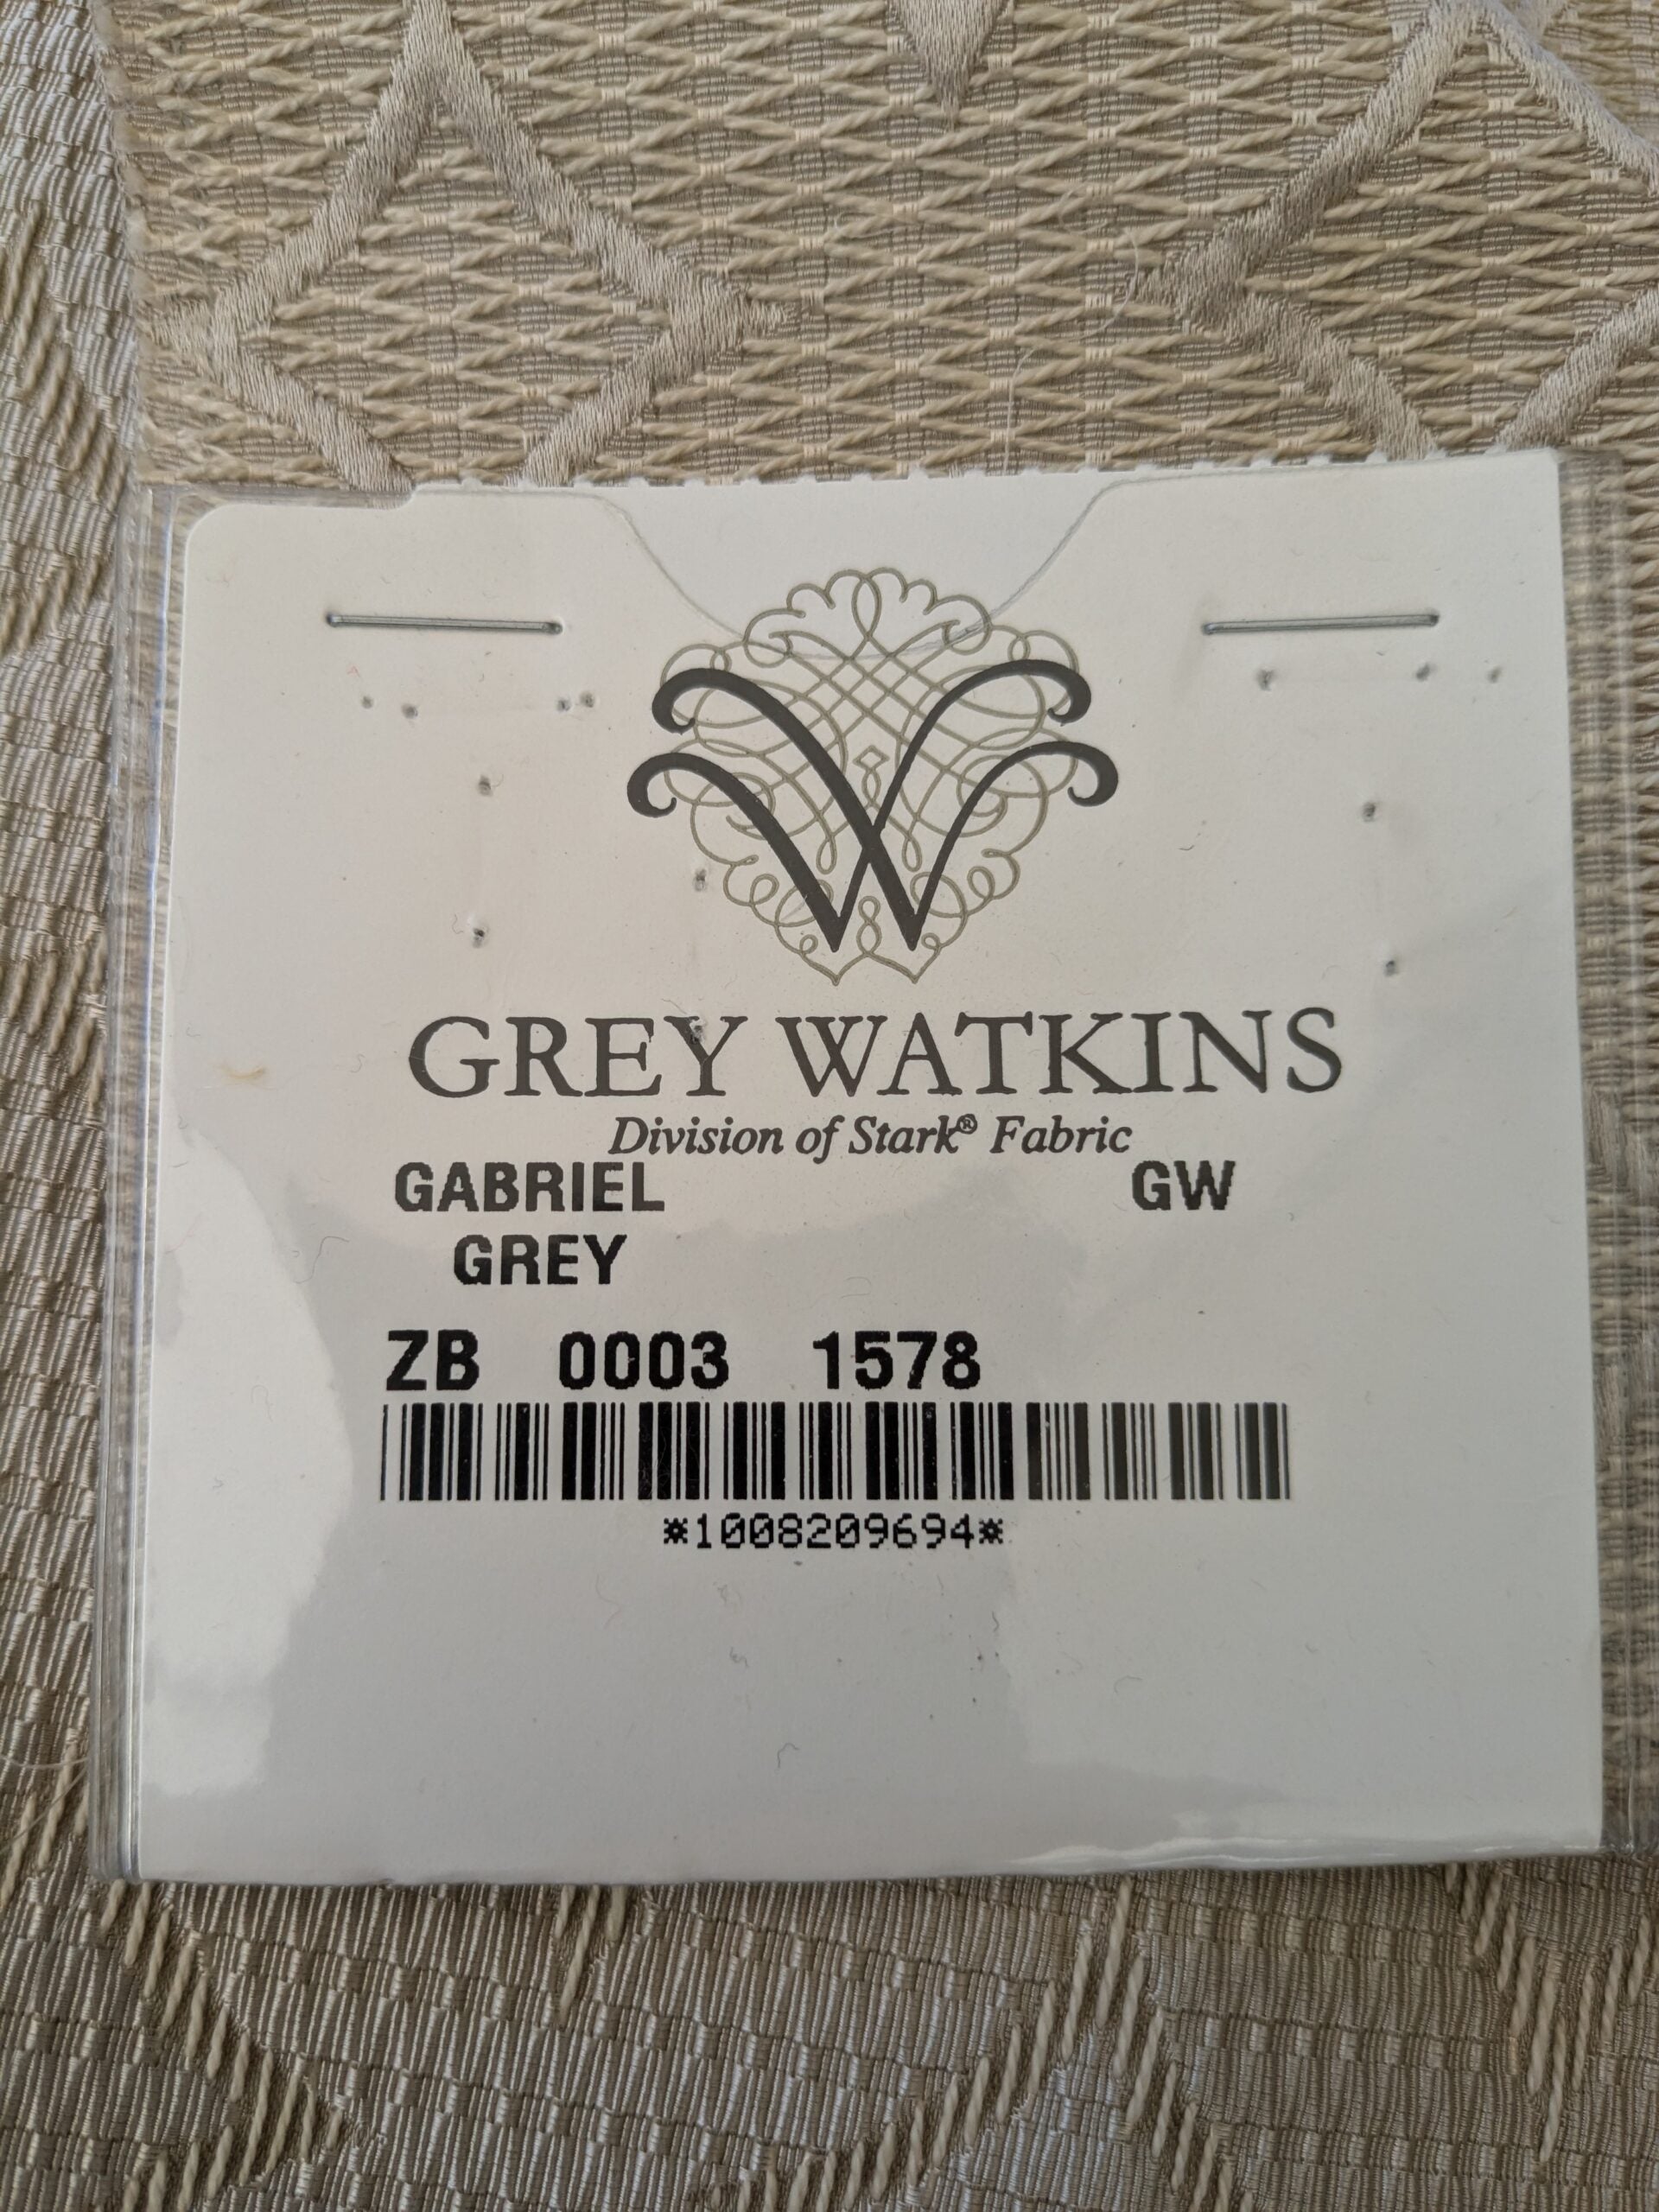 W
GREY WATKINS
Division of Stark® Fabric
GABRIEL GW
GREY
ZB 0003 1578
*1008209694*